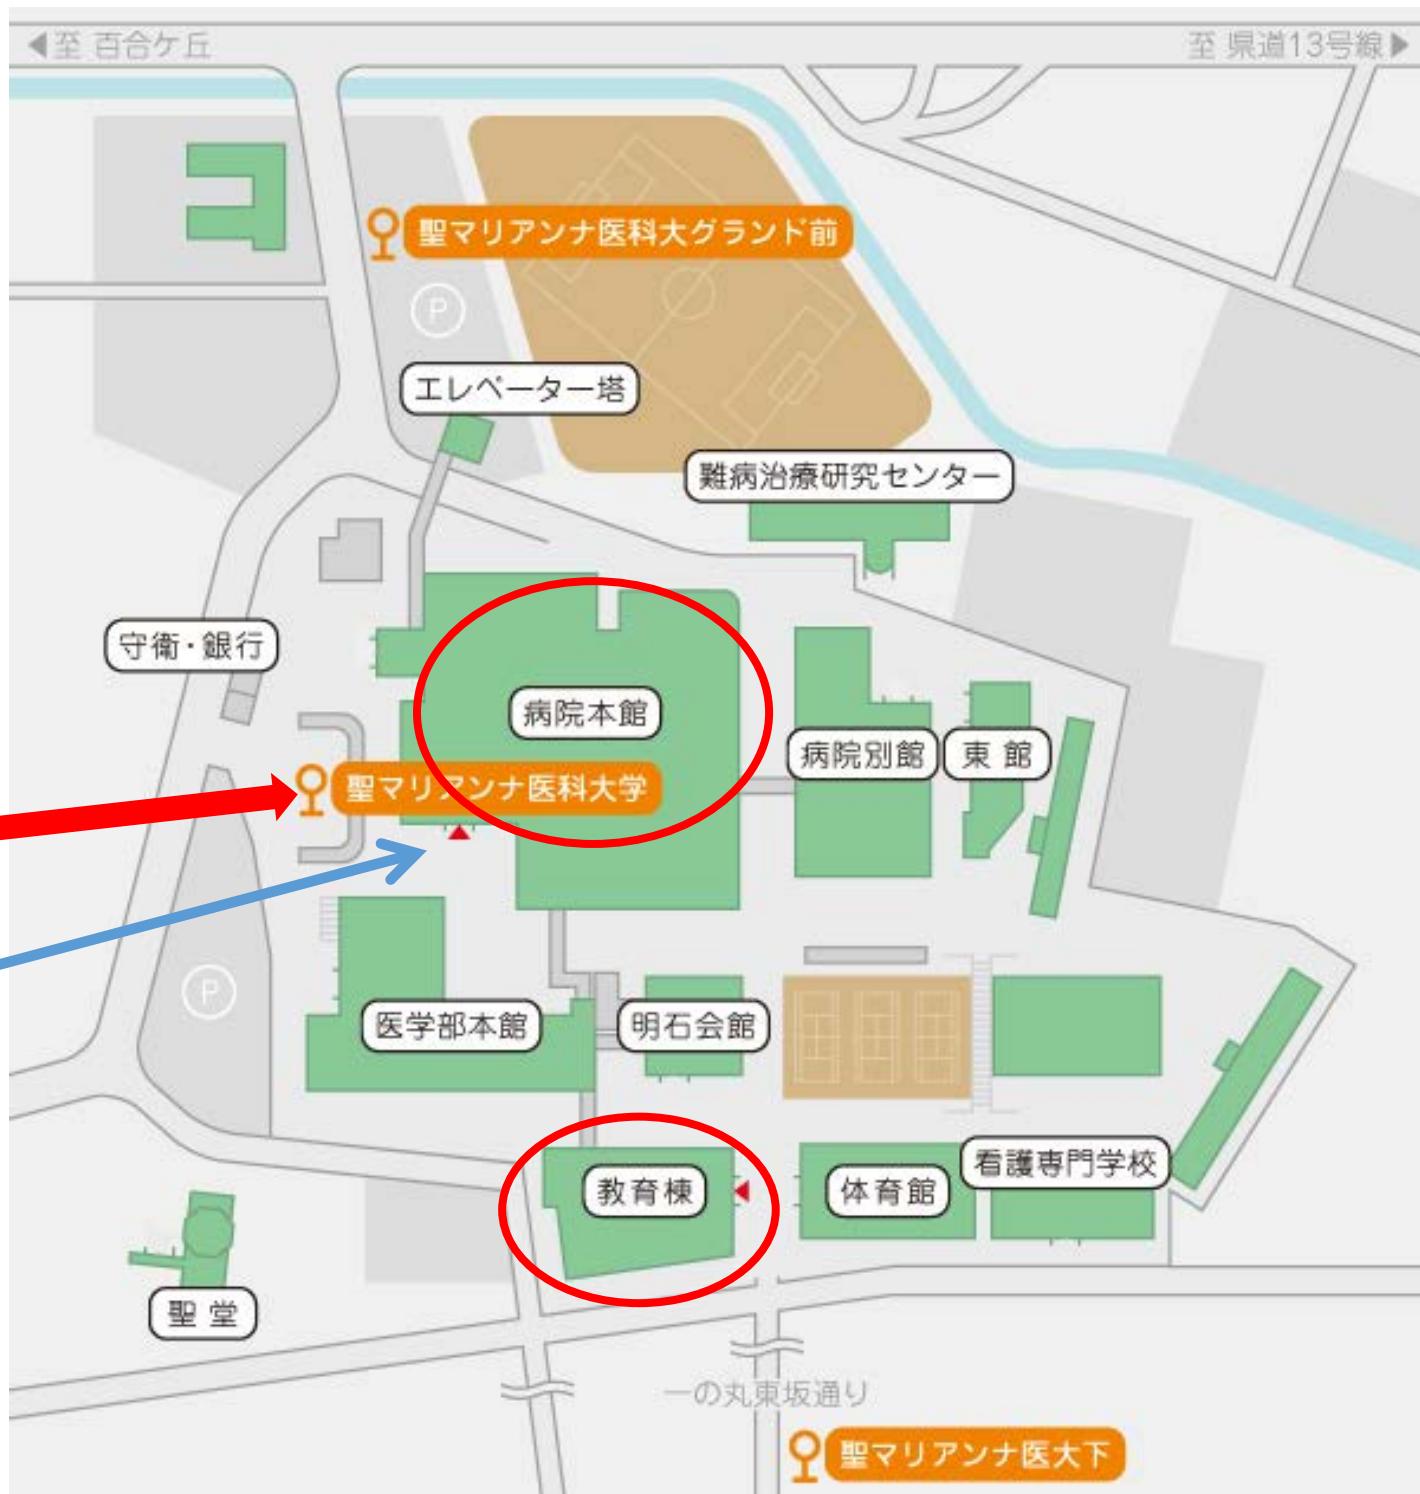 ◀至 百合ケ丘
至 県道13号線▶
聖マリアンナ医科大グランド前
P
エレベーター塔
難病治療研究センター
守衛・銀行
病院本館
病院別館
東 館
聖マリアンナ医科大学
P
医学部本館
明石会館
看護専門学校
教育棟
体育館
聖 堂
一の丸東坂通り
聖マリアンナ医大下